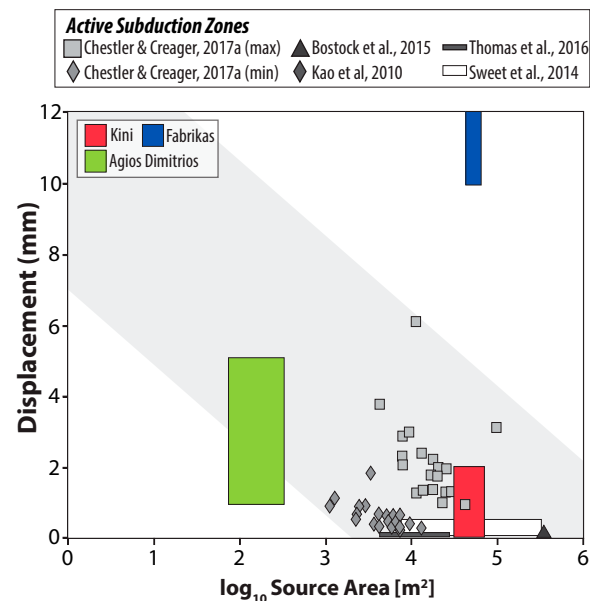 Active Subduction Zones
Chestler & Creager, 2017a (max) Bostock et al., 2015 Thomas et al., 2016
Chestler & Creager, 2017a (min) Kao et al, 2010 Sweet et al., 2014
12
Kini Fabrikas
Agios Dimitrios
10
8
6
4
2
0
Displacement (mm)
0 1 2 3 4 5 6
log₁₀ Source Area [m²]